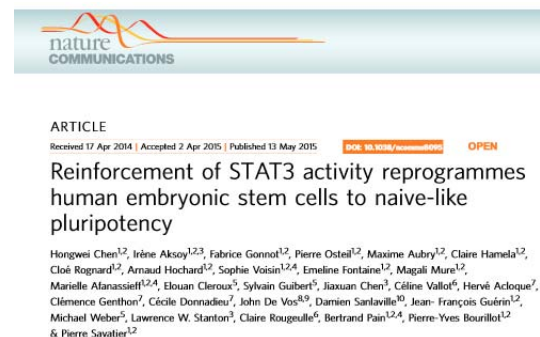 nature
COMMUNICATIONS
ARTICLE
Received 17 Apr 2014 | Accepted 2 Apr 2015 | Published 13 May 2015
DOI: 10.1038/ncomms8095
OPEN
Reinforcement of STAT3 activity reprogrammes
human embryonic stem cells to naive-like
pluripotency
Hongwei Chen1,2, Irène Aksoy1,2,3, Fabrice Gonnot1,2, Pierre Osteil1,2, Maxime Aubry1,2, Claire Hamela1,2,
Cloé Rognard1,2, Arnaud Hochard1,2, Sophie Voisin1,2,4, Emeline Fontaine1,2, Magali Mure1,2,
Marielle Afanassieff1,2,4, Elouan Cleroux5, Sylvain Guibert5, Jiaxuan Chen3, Céline Vallot6, Hervé Acloque7,
Clémence Genthon7, Cécile Donnadieu7, John De Vos8,9, Damien Sanlaville10, Jean- François Guérin1,2,
Michael Weber5, Lawrence W. Stanton3, Claire Rougeulle6, Bertrand Pain1,2,4, Pierre-Yves Bourillot1,2
& Pierre Savatier1,2